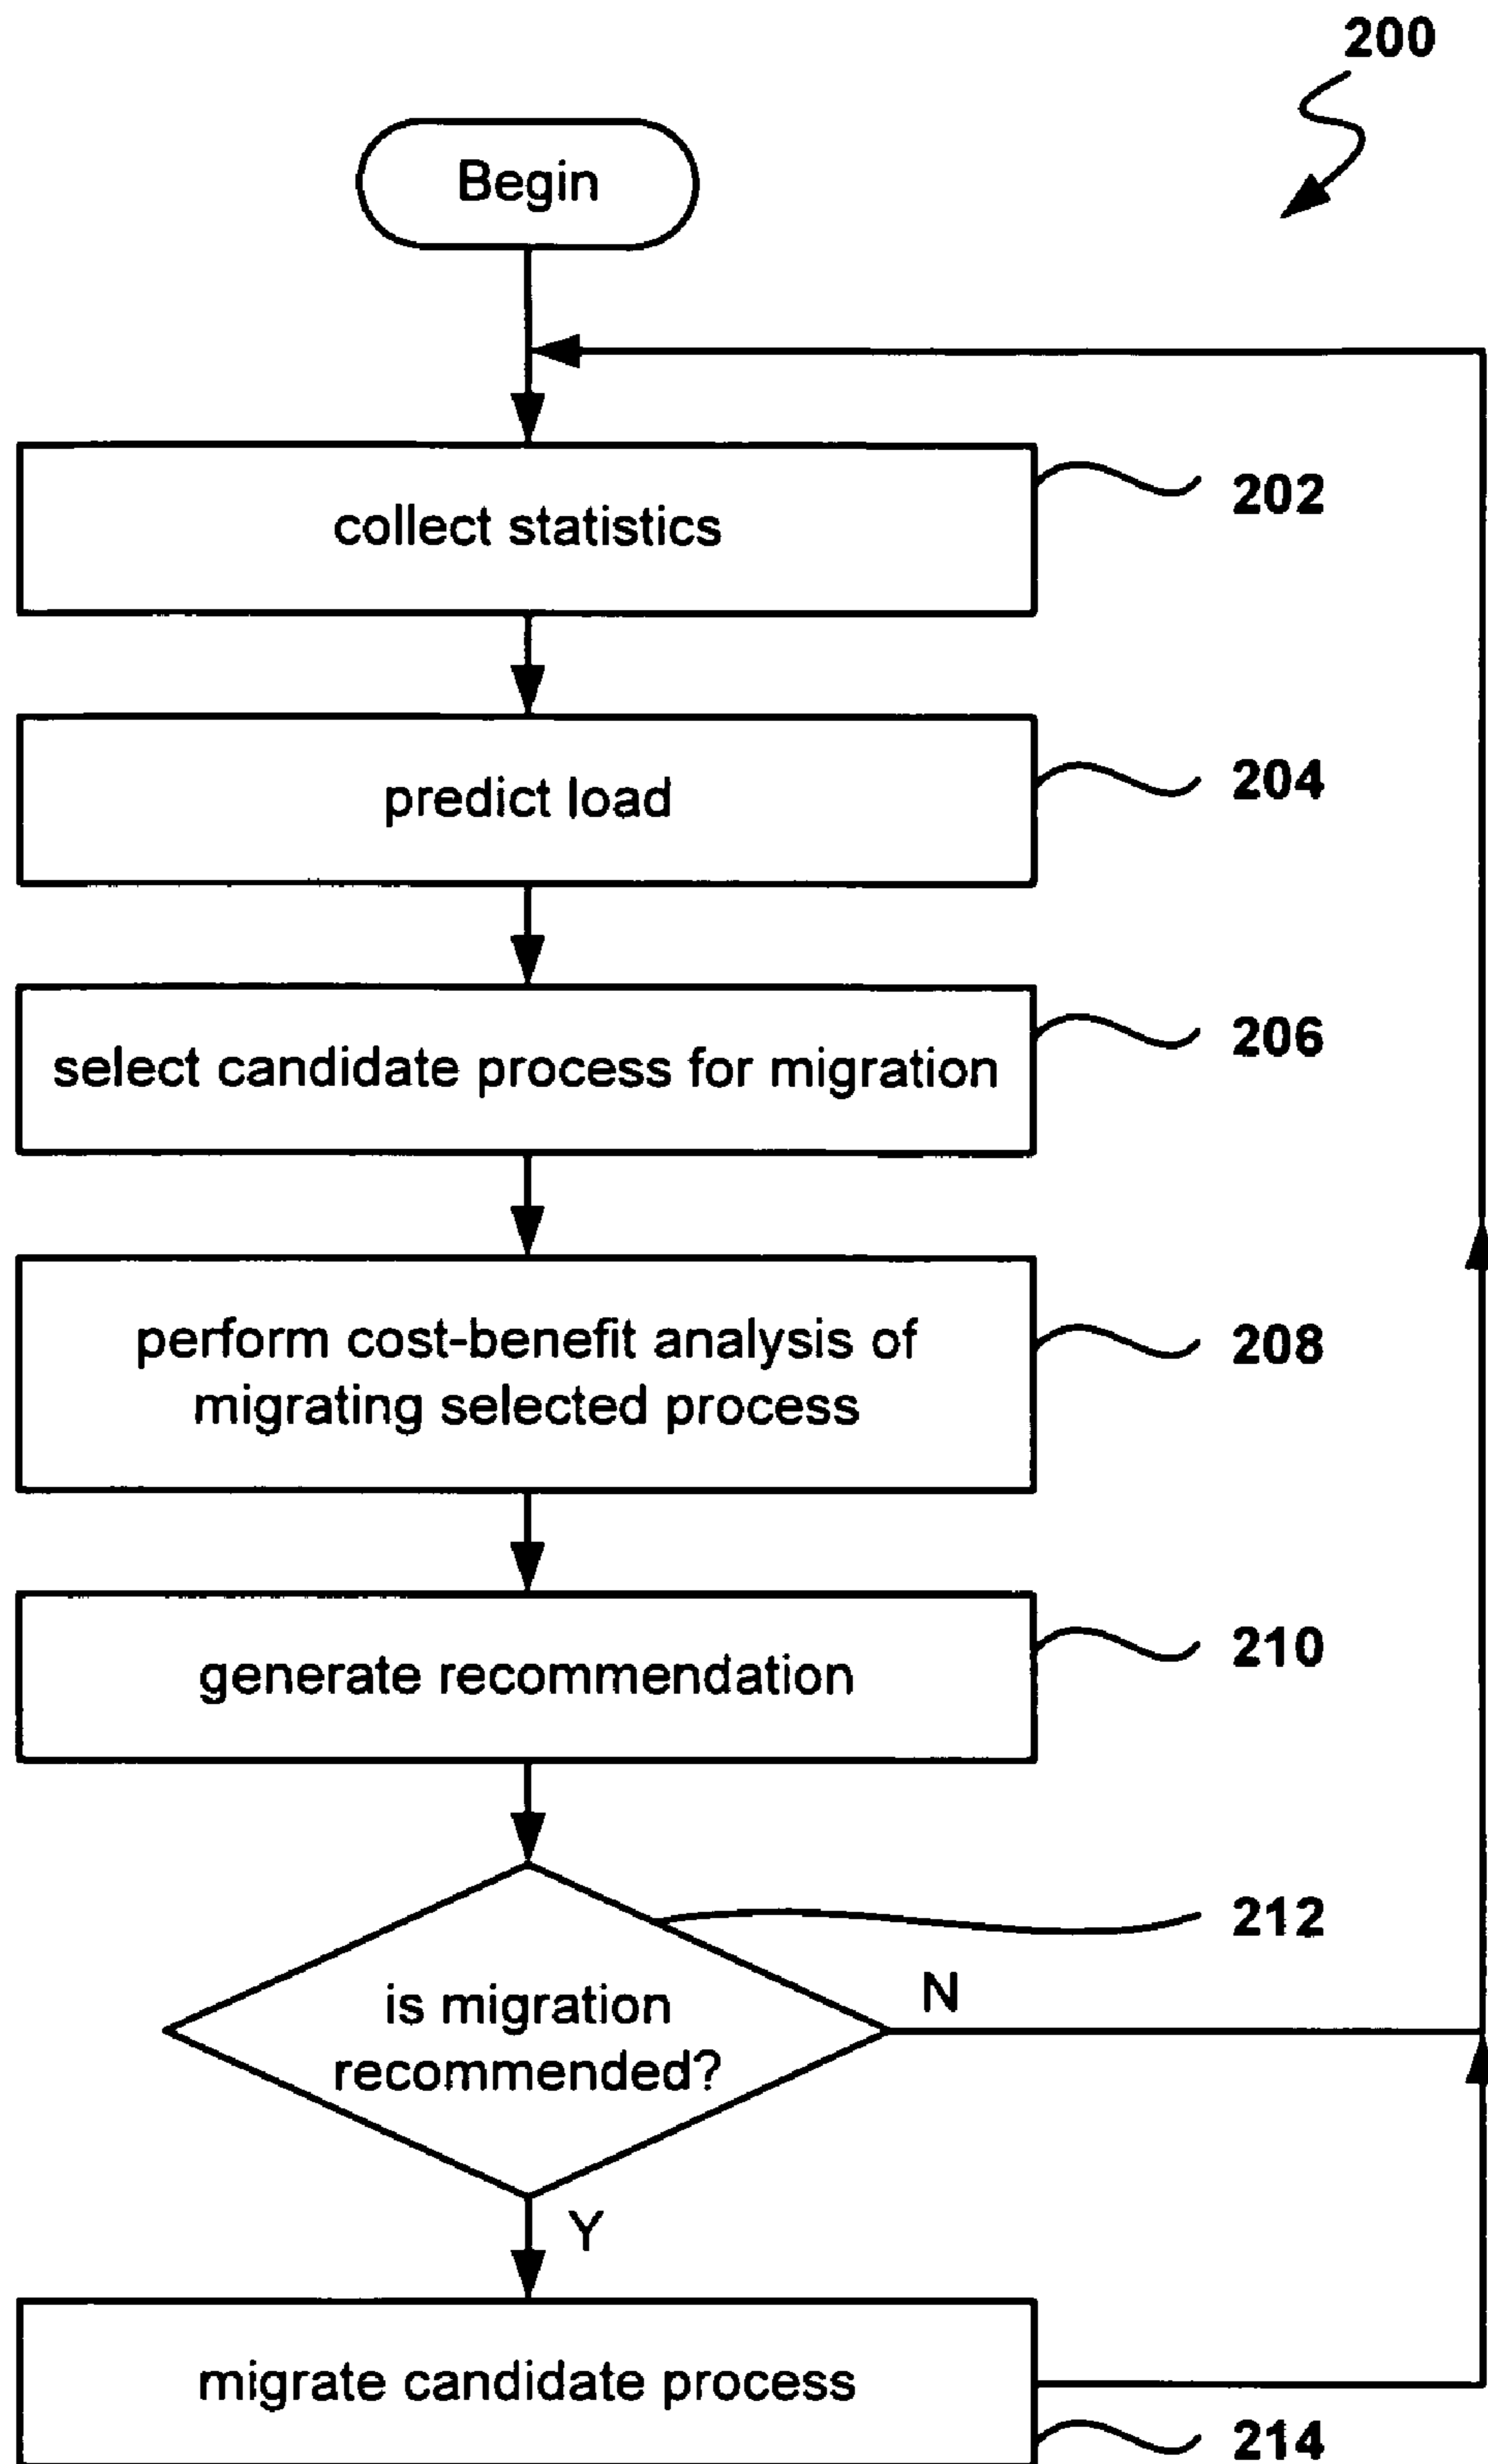 200
Begin
collect statistics
202
predict load
204
select candidate process for migration
206
perform cost-benefit analysis of
migrating selected process
208
generate recommendation
210
is migration
recommended?
212
N
Y
migrate candidate process
214